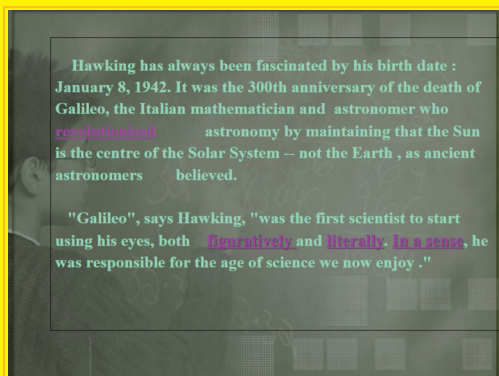 Hawking has always been fascinated by his birth date :
January 8, 1942. It was the 300th anniversary of the death of
Galileo, the Italian mathematician and astronomer who
revolutionized astronomy by maintaining that the Sun
is the centre of the Solar System -- not the Earth , as ancient
astronomers believed.
"Galileo", says Hawking, "was the first scientist to start
using his eyes, both figuratively and literally. In a sense, he
was responsible for the age of science we now enjoy ."